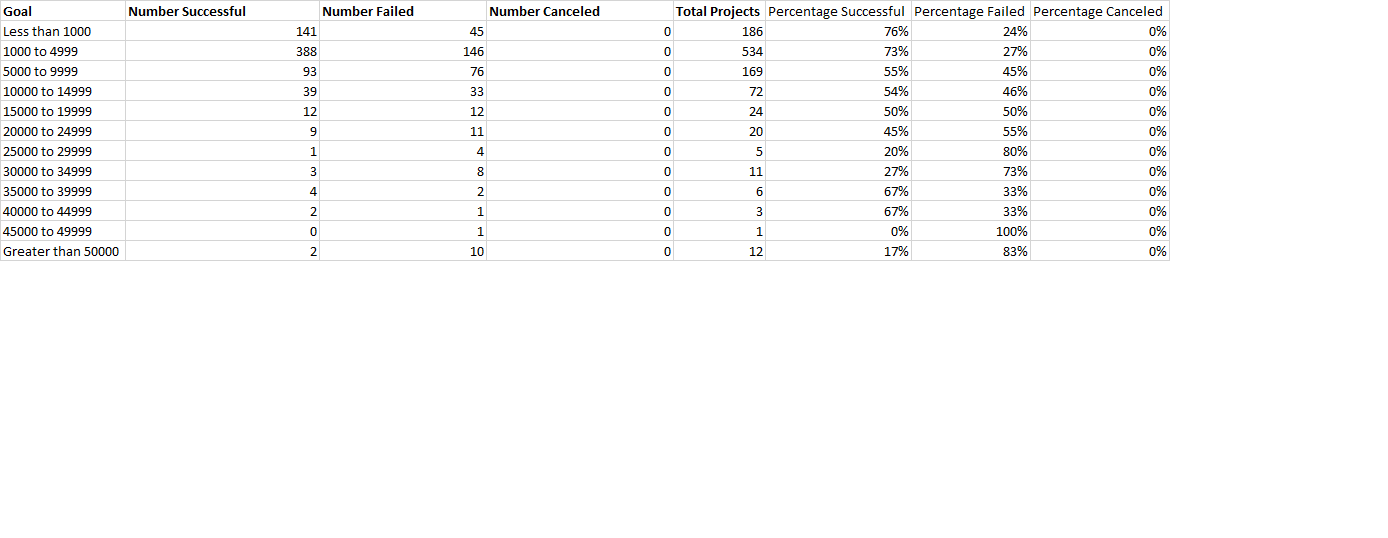 Goal Number Successful Number Failed Number Canceled Total Projects Percentage Successful Percentage Failed Percentage Canceled
Less than 1000 141 45 0 186 76% 24% 0%
1000 to 4999 388 146 0 534 73% 27% 0%
5000 to 9999 93 76 0 169 55% 45% 0%
10000 to 14999 39 33 0 72 54% 46% 0%
15000 to 19999 12 12 0 24 50% 50% 0%
20000 to 24999 9 11 0 20 45% 55% 0%
25000 to 29999 1 4 0 5 20% 80% 0%
30000 to 34999 3 8 0 11 27% 73% 0%
35000 to 39999 4 2 0 6 67% 33% 0%
40000 to 44999 2 1 0 3 67% 33% 0%
45000 to 49999 0 1 0 1 0% 100% 0%
Greater than 50000 2 10 0 12 17% 83% 0%